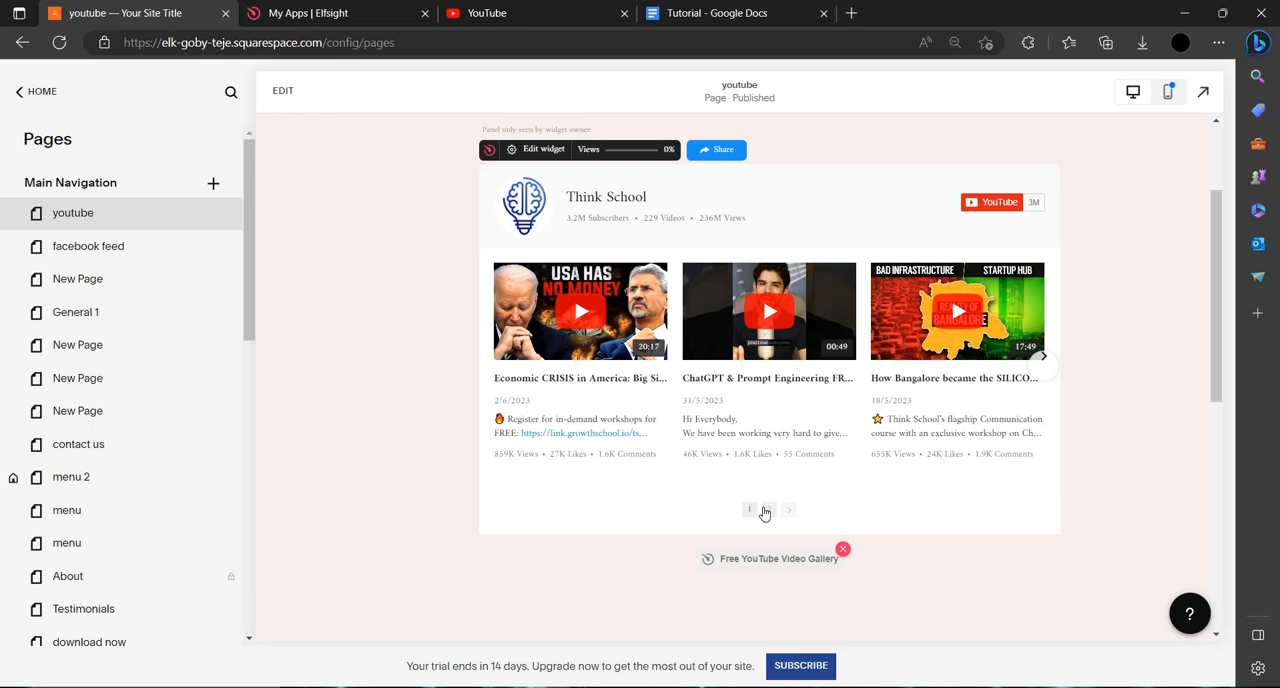 youtube — Your Site Title
My Apps | Elfsight
YouTube
Tutorial - Google Docs
https://elk-goby-teje.squarespace.com/config/pages
HOME
EDIT
youtube
Page · Published
Pages
Main Navigation
youtube
facebook feed
New Page
General 1
New Page
New Page
New Page
contact us
menu 2
menu
menu
About
Testimonials
download now
Panel only seen by widget owner
Edit widget
Views
0%
Share
Think School
3.2M Subscribers • 229 Videos • 236M Views
YouTube
3M
USA HAS
NO MONEY
20:17
practical examples
00:49
BAD INFRASTRUCTURE
STARTUP HUB
REALITY OF
BANGALORE
17:49
Economic CRISIS in America: Big Si...
2/6/2023
Register for in-demand workshops for
FREE: https://link.growthschool.io/ts...
859K Views • 27K Likes • 1.6K Comments
ChatGPT & Prompt Engineering FR...
31/5/2023
Hi Everybody,
We have been working very hard to give...
46K Views • 1.6K Likes • 55 Comments
How Bangalore became the SILICO...
18/5/2023
Think School's flagship Communication
course with an exclusive workshop on Ch...
655K Views • 24K Likes • 1.9K Comments
1
Free YouTube Video Gallery
?
Your trial ends in 14 days. Upgrade now to get the most out of your site.
SUBSCRIBE